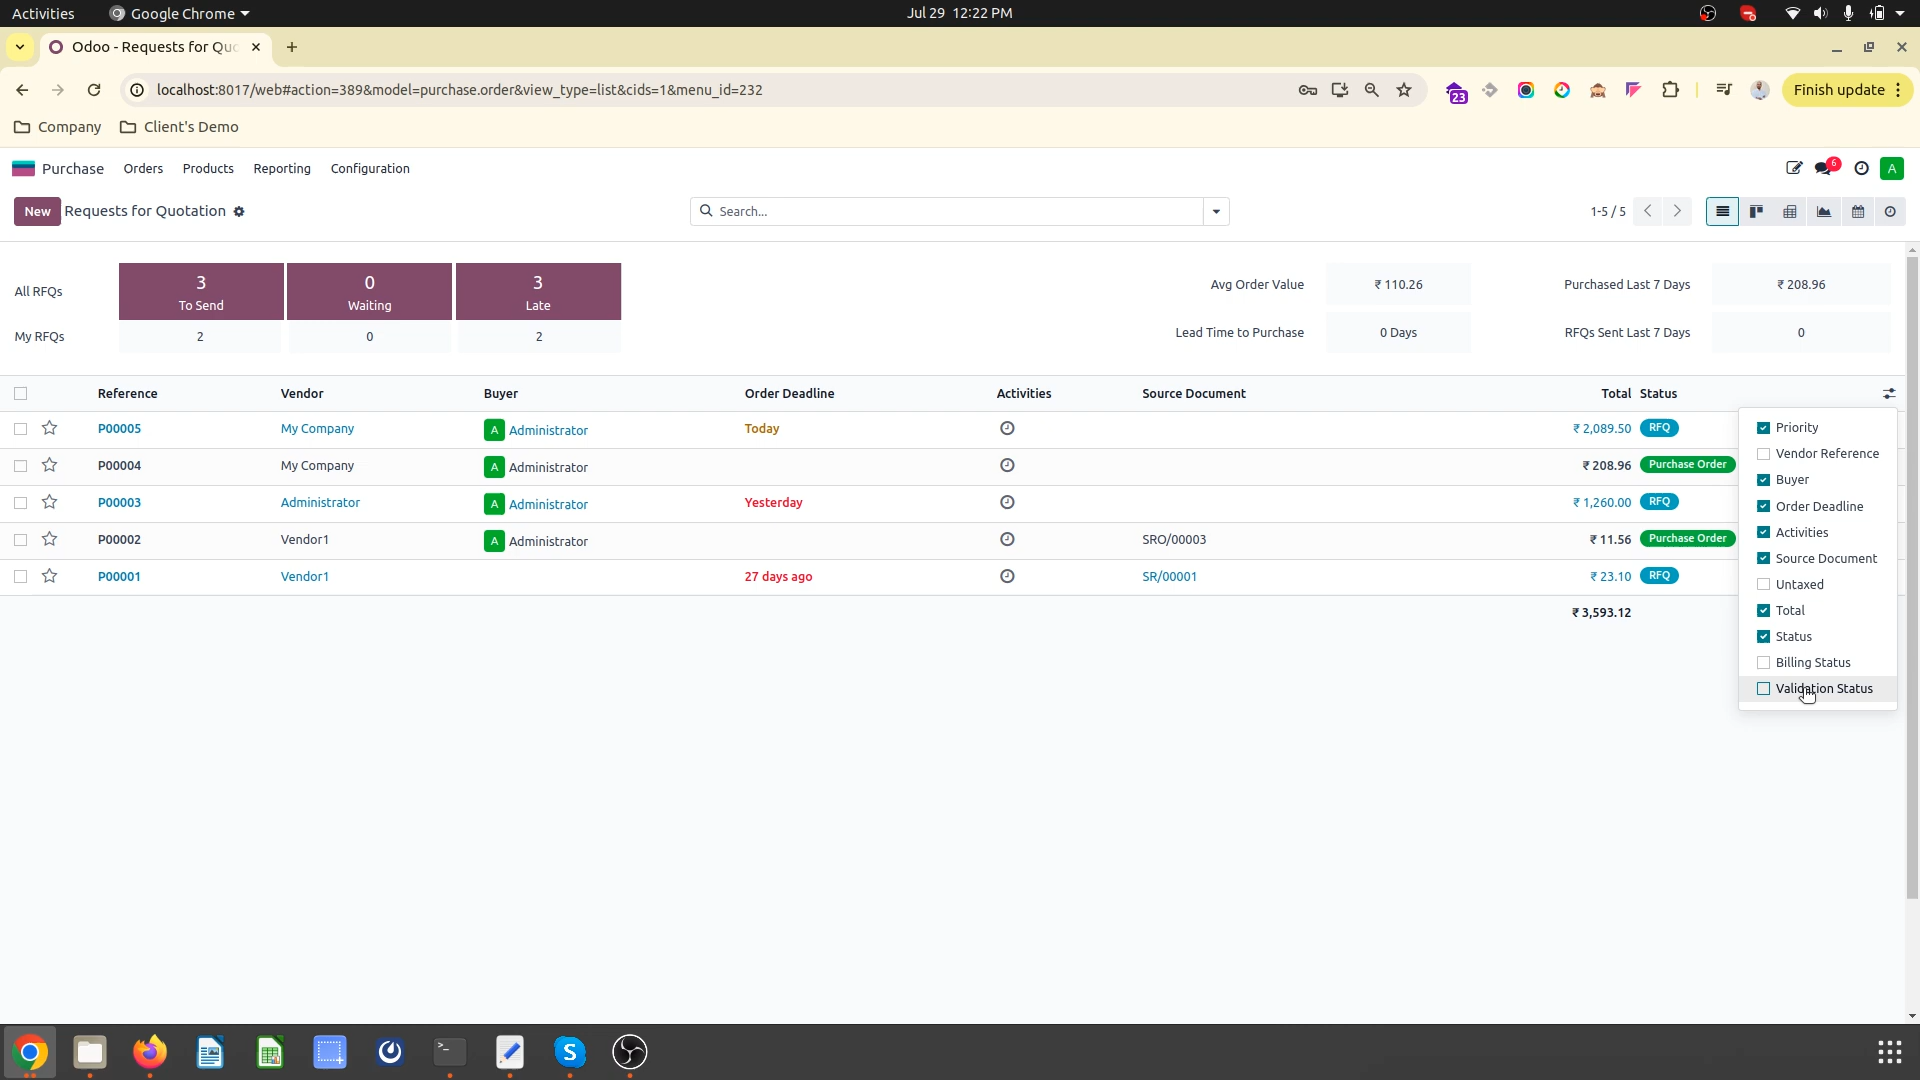 Activities Google Chrome Jul 29 12:22 PM
Odoo - Requests for Quo
localhost:8017/web#action=389&model=purchase.order&view_type=list&cids=1&menu_id=232 23 Finish update
Company Client's Demo
Purchase Orders Products Reporting Configuration 6 A
New Requests for Quotation Search... 1-5 / 5
All RFQs 3 To Send 0 Waiting 3 Late Avg Order Value ₹ 110.26 Purchased Last 7 Days ₹ 208.96
My RFQs 2 0 2 Lead Time to Purchase 0 Days RFQs Sent Last 7 Days 0
Reference Vendor Buyer Order Deadline Activities Source Document Total Status
P00005 My Company A Administrator Today ₹ 2,089.50 RFQ
P00004 My Company A Administrator ₹ 208.96 Purchase Order
P00003 Administrator A Administrator Yesterday ₹ 1,260.00 RFQ
P00002 Vendor1 A Administrator SRO/00003 ₹ 11.56 Purchase Order
P00001 Vendor1 27 days ago SR/00001 ₹ 23.10 RFQ
₹ 3,593.12
Priority
Vendor Reference
Buyer
Order Deadline
Activities
Source Document
Untaxed
Total
Status
Billing Status
Validation Status